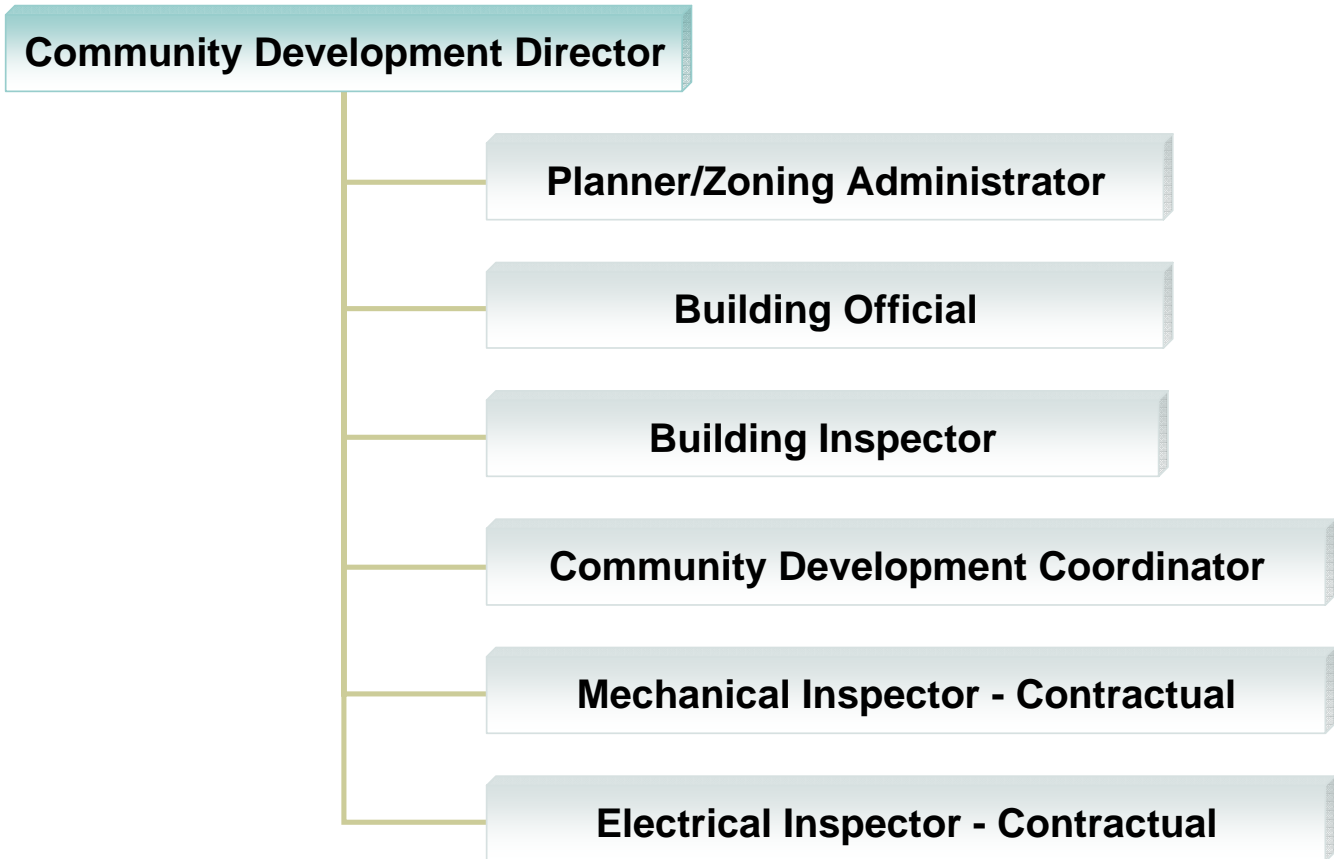 Community Development Director
Planner/Zoning Administrator
Building Official
Building Inspector
Community Development Coordinator
Mechanical Inspector - Contractual
Electrical Inspector - Contractual